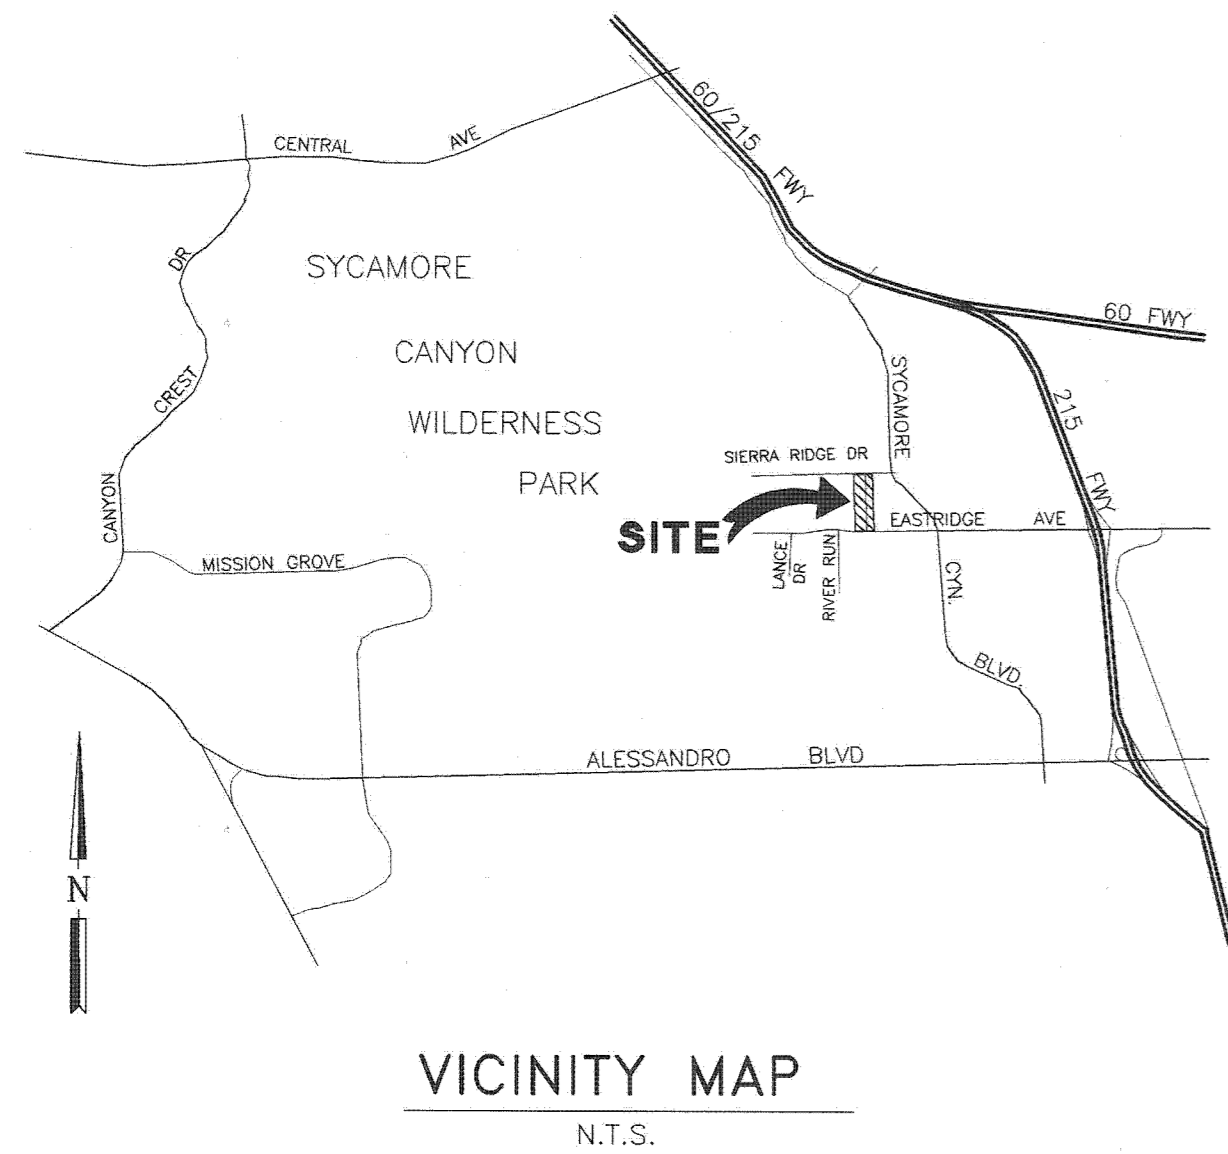 60/215 FWY
CENTRAL AVE
SYCAMORE
CANYON
WILDERNESS
PARK
CANYON CREST DR
60 FWY
215 FWY
SYCAMORE CYN. BLVD.
SIERRA RIDGE DR
SITE
EASTRIDGE AVE
LANCE DR
RIVER RUN
MISSION GROVE
ALESSANDRO BLVD
N
VICINITY MAP
N.T.S.